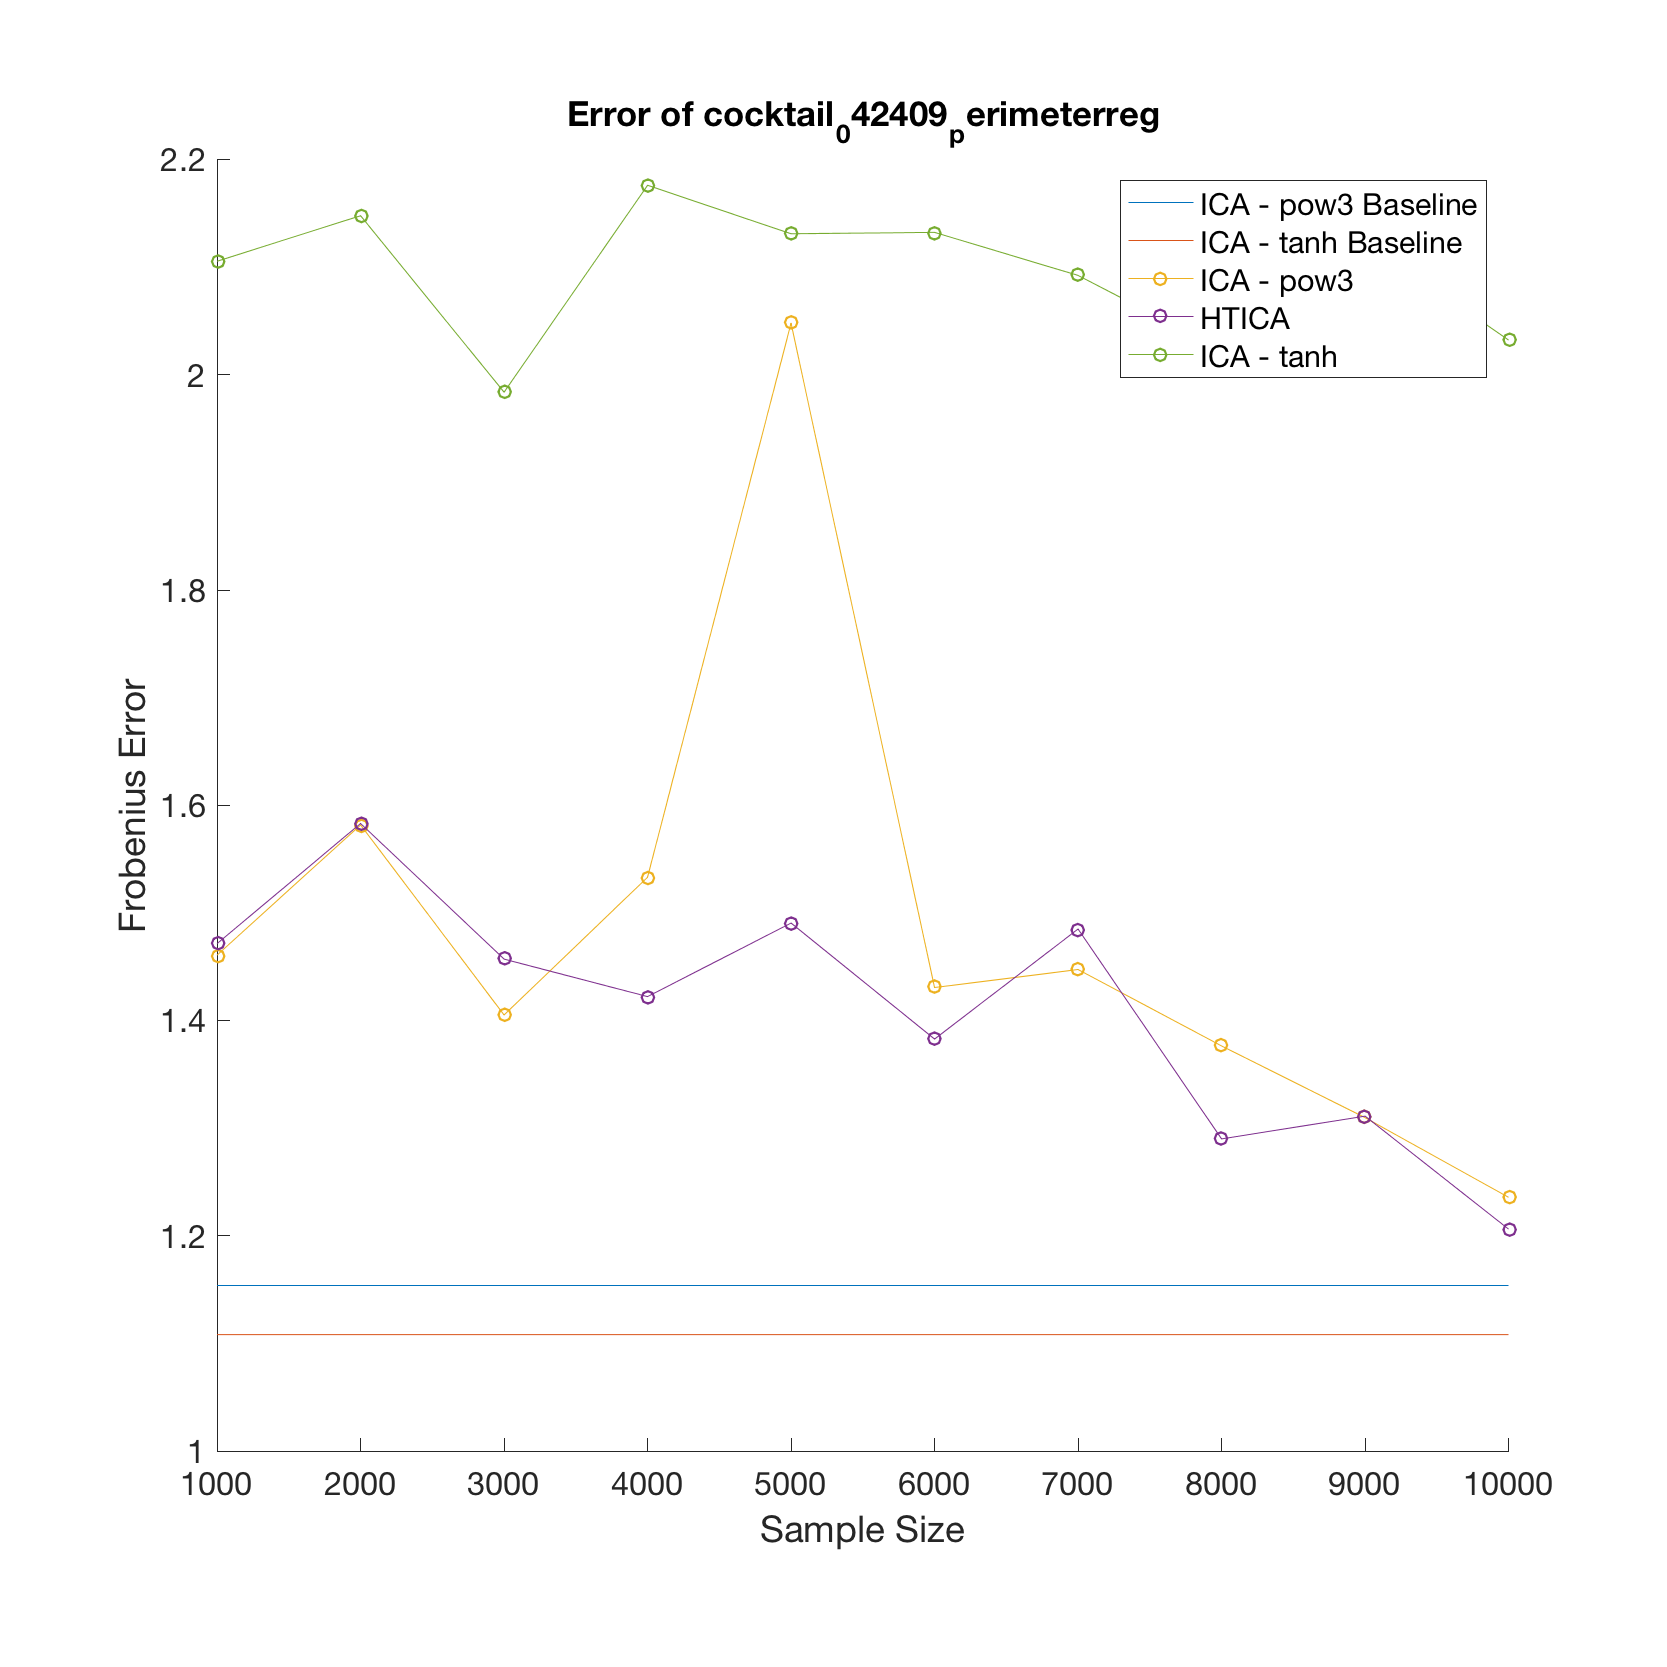 Error of cocktail_042409_perimeterreg
2.2
2
1.8
1.6
1.4
1.2
1
Frobenius Error
ICA - pow3 Baseline
ICA - tanh Baseline
ICA - pow3
HTICA
ICA - tanh
1000 2000 3000 4000 5000 6000 7000 8000 9000 10000
Sample Size